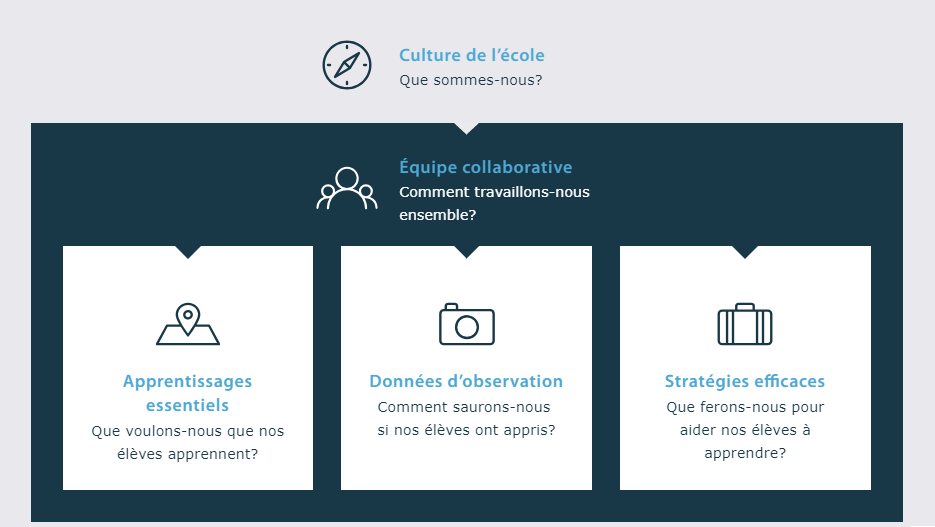 Culture de l’école
Que sommes-nous?
Équipe collaborative
Comment travaillons-nous
ensemble?
Apprentissages
essentiels
Que voulons-nous que nos
élèves apprennent?
Données d’observation
Comment saurons-nous
si nos élèves ont appris?
Stratégies efficaces
Que ferons-nous pour
aider nos élèves à
apprendre?